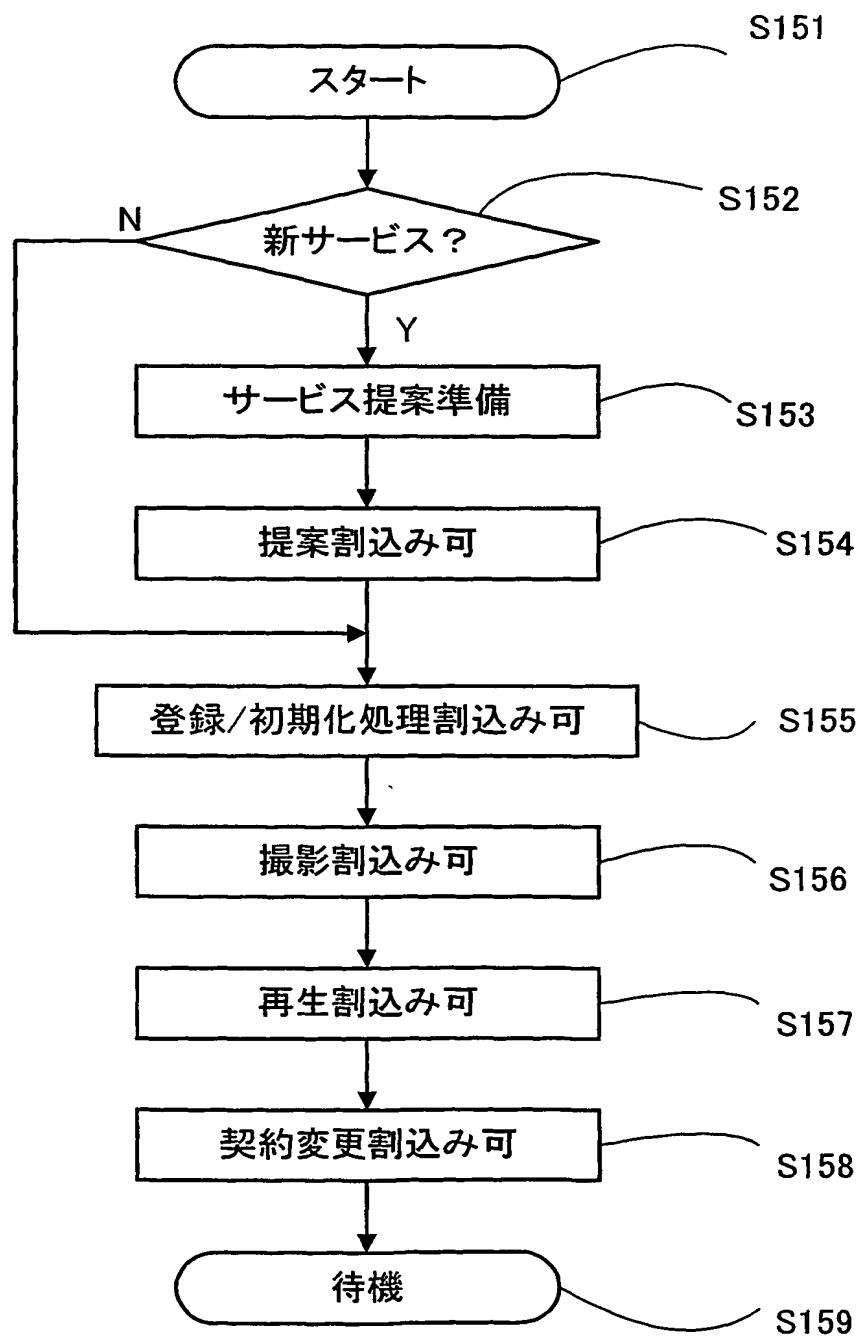 S151
スタート
S152
N
新サービス?
Y
サービス提案準備
S153
提案割込み可
S154
登録/初期化処理割込み可
S155
撮影割込み可
S156
再生割込み可
S157
契約変更割込み可
S158
待機
S159